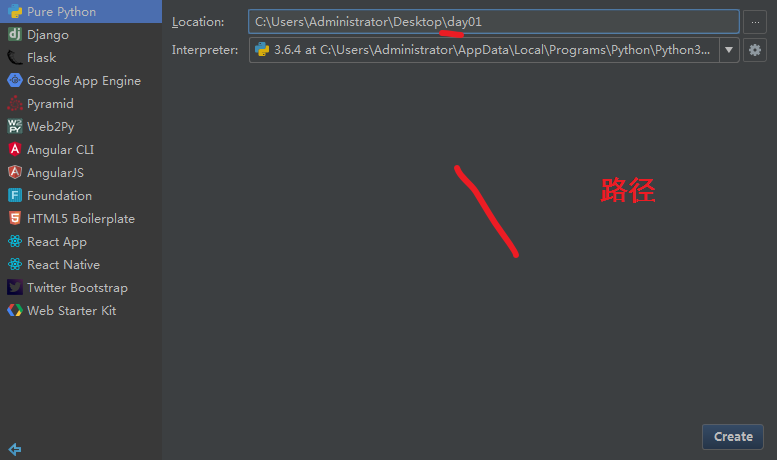 Pure Python
Django
Flask
Google App Engine
Pyramid
Web2Py
Angular CLI
AngularJS
Foundation
HTML5 Boilerplate
React App
React Native
Twitter Bootstrap
Web Starter Kit
Location: C:\Users\Administrator\Desktop\day01 ...
Interpreter: 3.6.4 at C:\Users\Administrator\AppData\Local\Programs\Python\Python3...
路径
Create